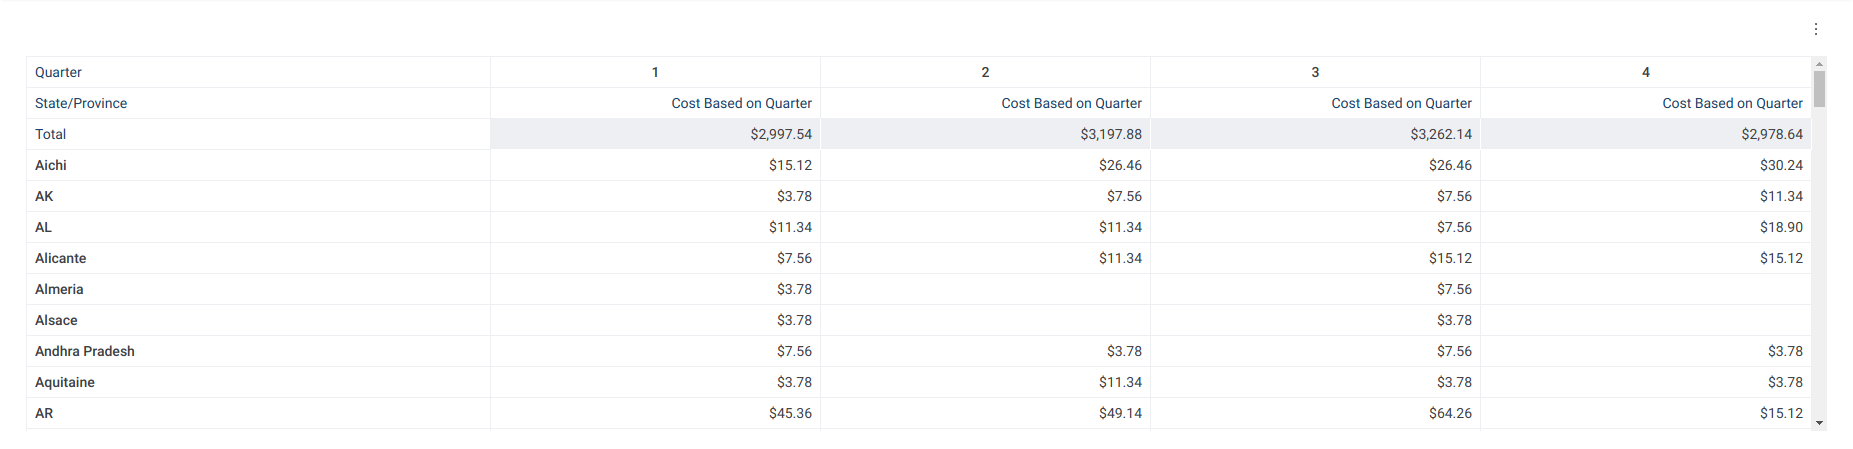 Quarter 1 2 3 4
State/Province Cost Based on Quarter Cost Based on Quarter Cost Based on Quarter Cost Based on Quarter
Total $2,997.54 $3,197.88 $3,262.14 $2,978.64
Aichi $15.12 $26.46 $26.46 $30.24
AK $3.78 $7.56 $7.56 $11.34
AL $11.34 $11.34 $7.56 $18.90
Alicante $7.56 $11.34 $15.12 $15.12
Almeria $3.78 $7.56
Alsace $3.78 $3.78
Andhra Pradesh $7.56 $3.78 $7.56 $3.78
Aquitaine $3.78 $11.34 $3.78 $3.78
AR $45.36 $49.14 $64.26 $15.12